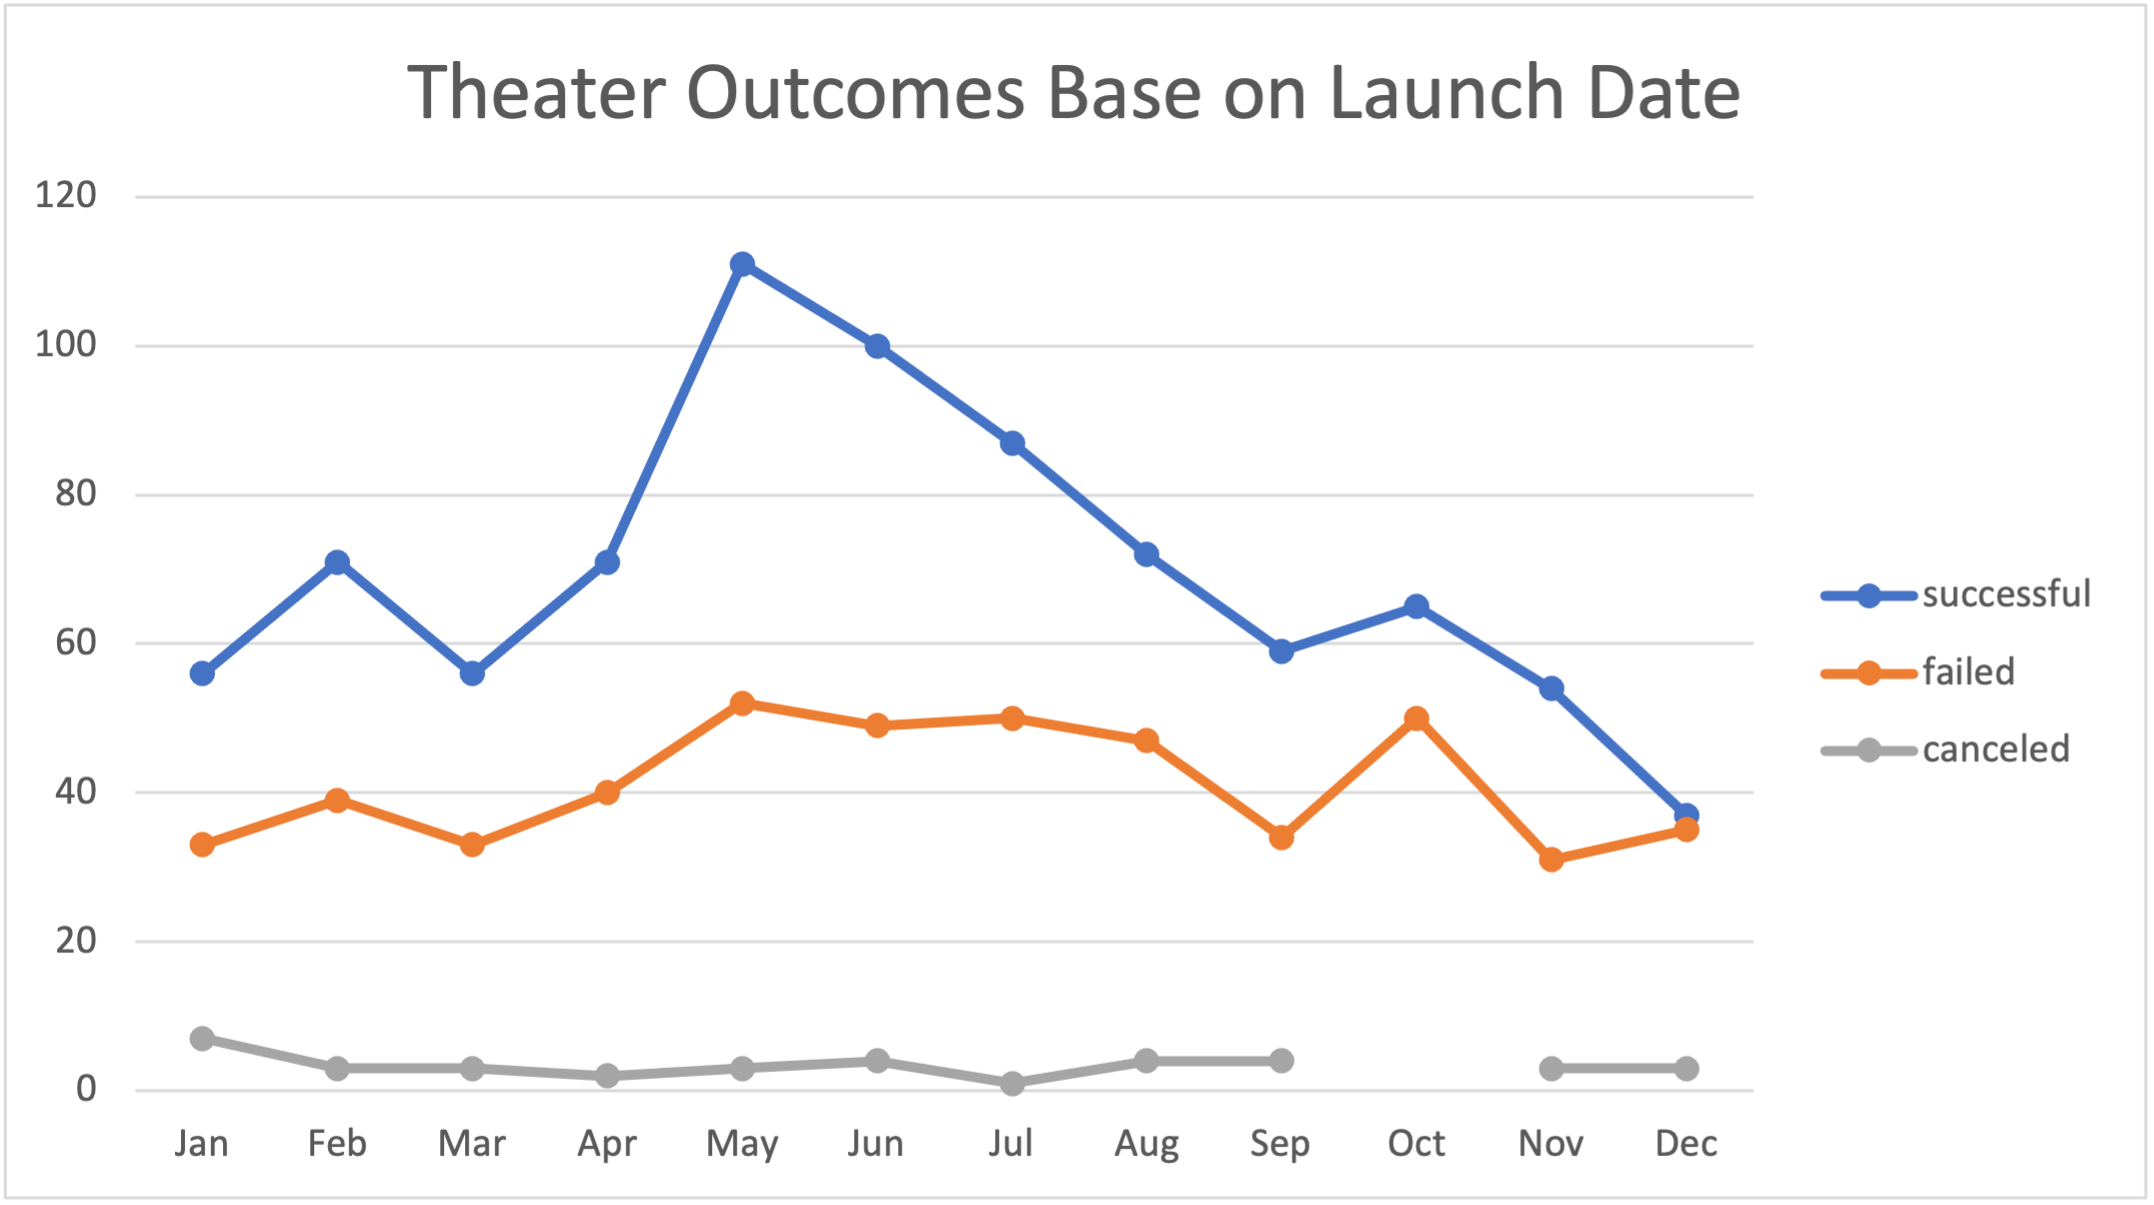 Theater Outcomes Base on Launch Date
120
100
80
60
40
20
0
Jan Feb Mar Apr May Jun Jul Aug Sep Oct Nov Dec
successful
failed
canceled